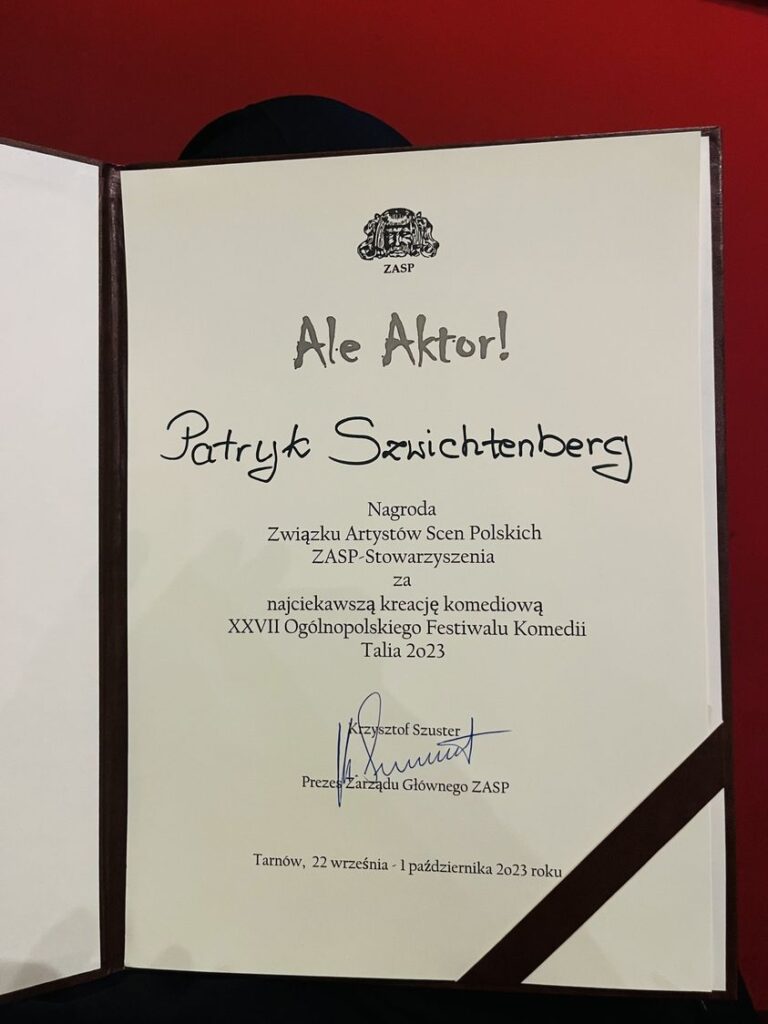 ZASP
Ale Aktor!
Patryk Szwichtenberg
Nagroda
Związku Artystów Scen Polskich
ZASP-Stowarzyszenia
za
najciekawszą kreację komediową
XXVII Ogólnopolskiego Festiwalu Komedii
Talia 2023
Krzysztof Szuster
Prezes Zarządu Głównego ZASP
Tarnów, 22 września - 1 października 2023 roku